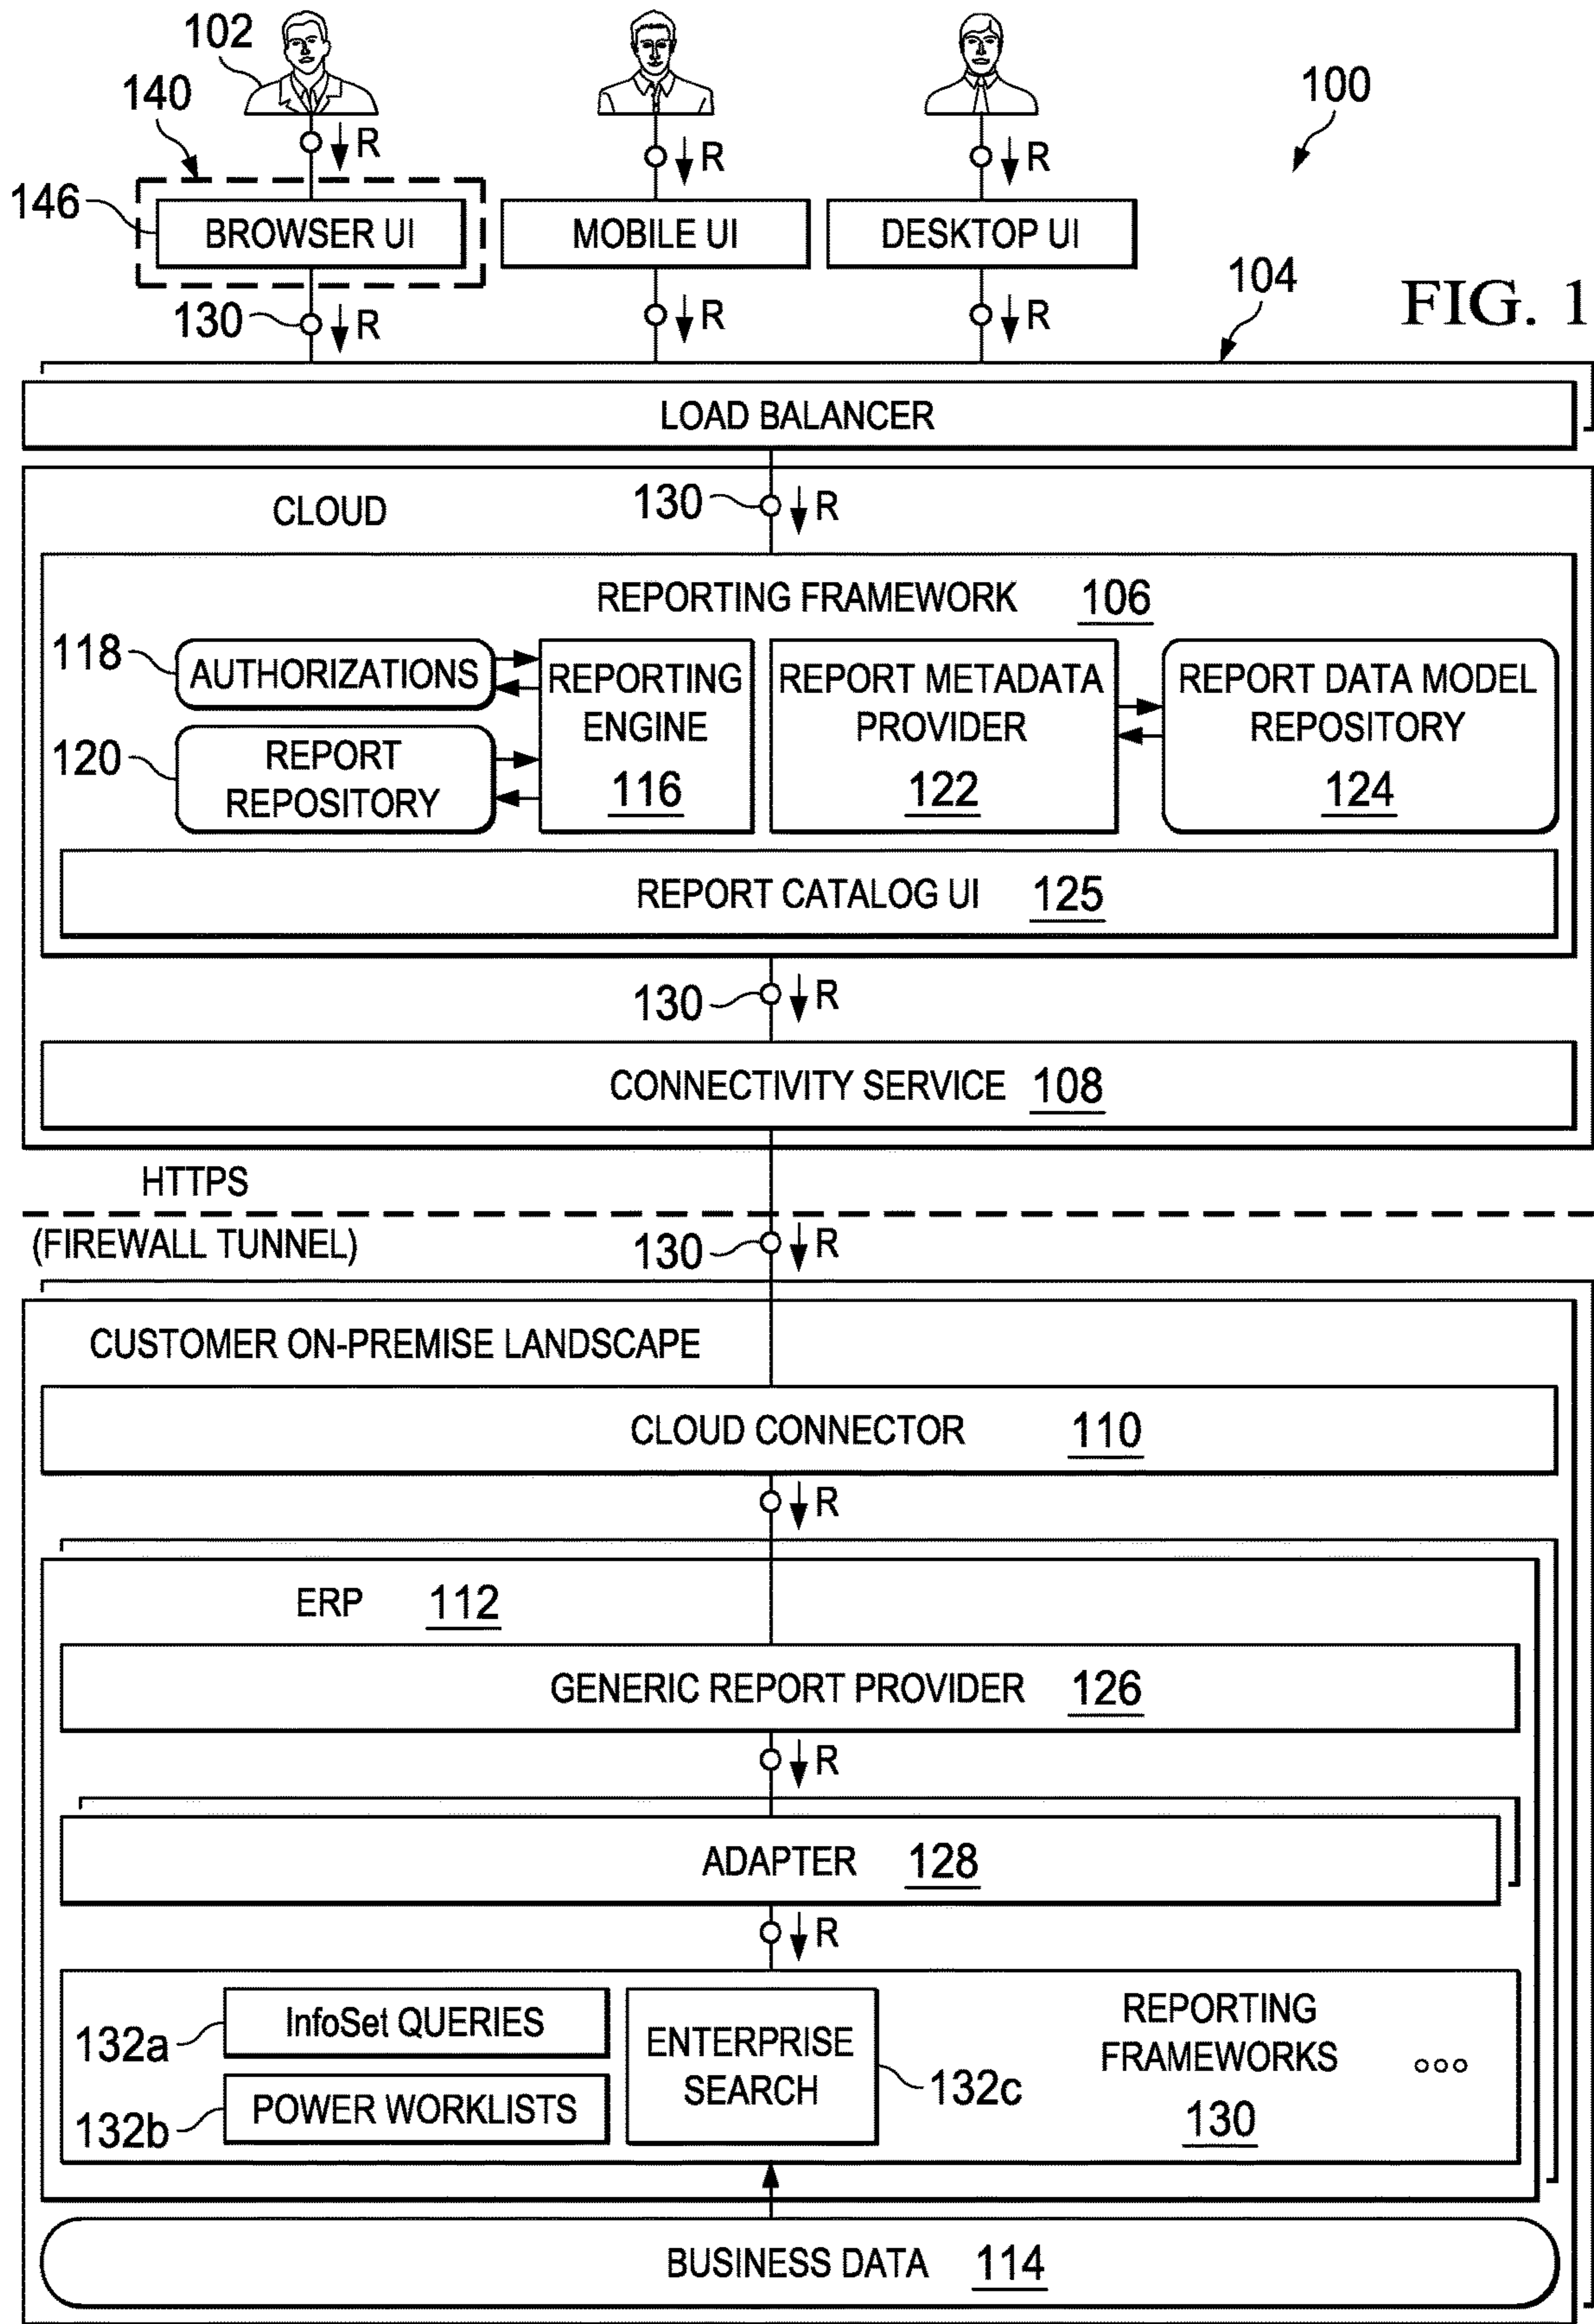 102
140
100
R
R
R
146
BROWSER UI
MOBILE UI
DESKTOP UI
104
FIG. 1
130
R
R
R
LOAD BALANCER
CLOUD
130
R
REPORTING FRAMEWORK 106
118
AUTHORIZATIONS
120
REPORT
REPOSITORY
REPORTING
ENGINE
116
REPORT METADATA
PROVIDER
122
REPORT DATA MODEL
REPOSITORY
124
REPORT CATALOG UI 125
130
R
CONNECTIVITY SERVICE 108
HTTPS
(FIREWALL TUNNEL)
130
R
CUSTOMER ON-PREMISE LANDSCAPE
CLOUD CONNECTOR 110
R
ERP 112
GENERIC REPORT PROVIDER 126
R
ADAPTER 128
R
132a
InfoSet QUERIES
132b
POWER WORKLISTS
ENTERPRISE
SEARCH
132c
REPORTING
FRAMEWORKS
130
BUSINESS DATA 114